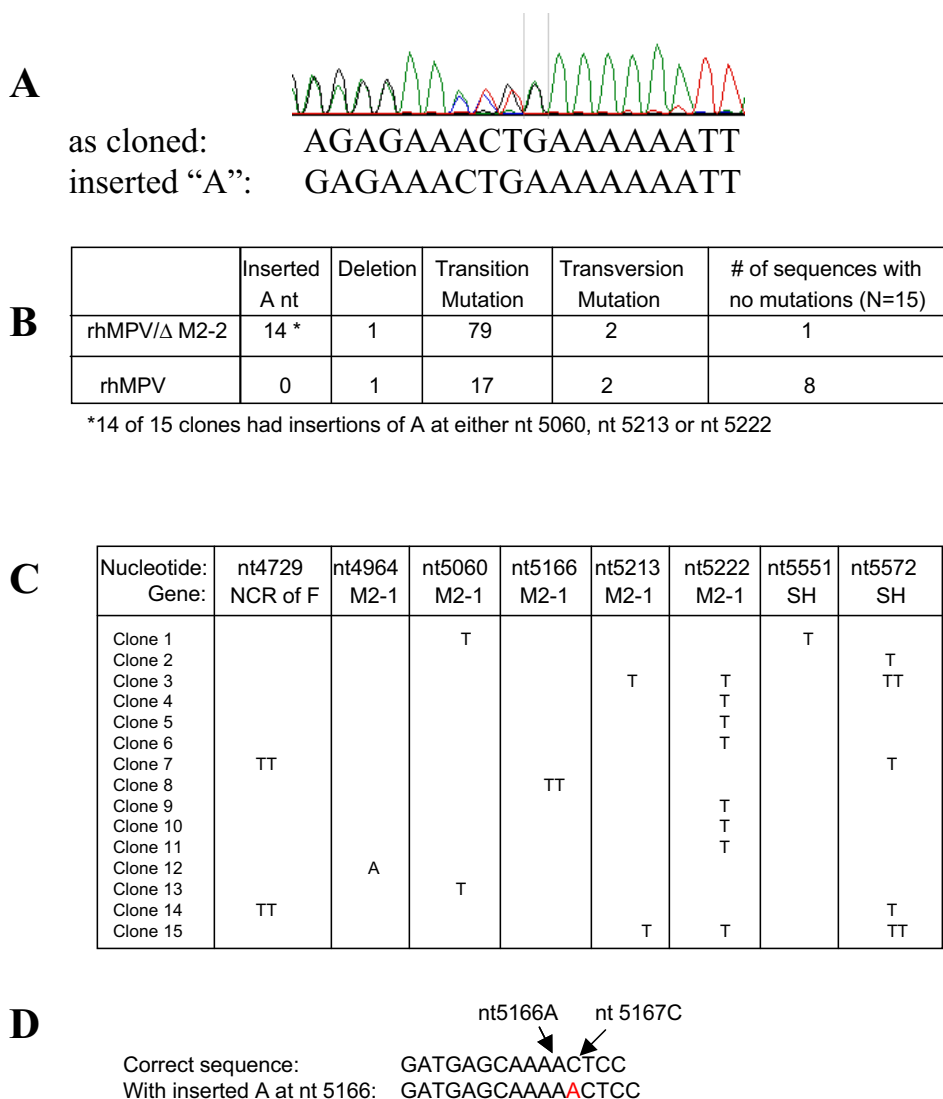 A
as cloned: AGAGAAACTGAAAAAATT
inserted “A”: GAGAAACTGAAAAAAATT
B
Inserted A nt Deletion Transition Mutation Transversion Mutation # of sequences with no mutations (N=15)
rhMPV/Δ M2-2 14 * 1 79 2 1
rhMPV 0 1 17 2 8
*14 of 15 clones had insertions of A at either nt 5060, nt 5213 or nt 5222
C
Nucleotide: nt4729 nt4964 nt5060 nt5166 nt5213 nt5222 nt5551 nt5572
Gene: NCR of F M2-1 M2-1 M2-1 M2-1 M2-1 SH SH
Clone 1 T T
Clone 2 T
Clone 3 T T TT
Clone 4 T
Clone 5 T
Clone 6 T
Clone 7 TT T
Clone 8 TT
Clone 9 T
Clone 10 T
Clone 11 T
Clone 12 A
Clone 13 T
Clone 14 TT T
Clone 15 T T TT
D
nt5166A nt 5167C
Correct sequence: GATGAGCAAAACTCC
With inserted A at nt 5166: GATGAGCAAAAACTCC